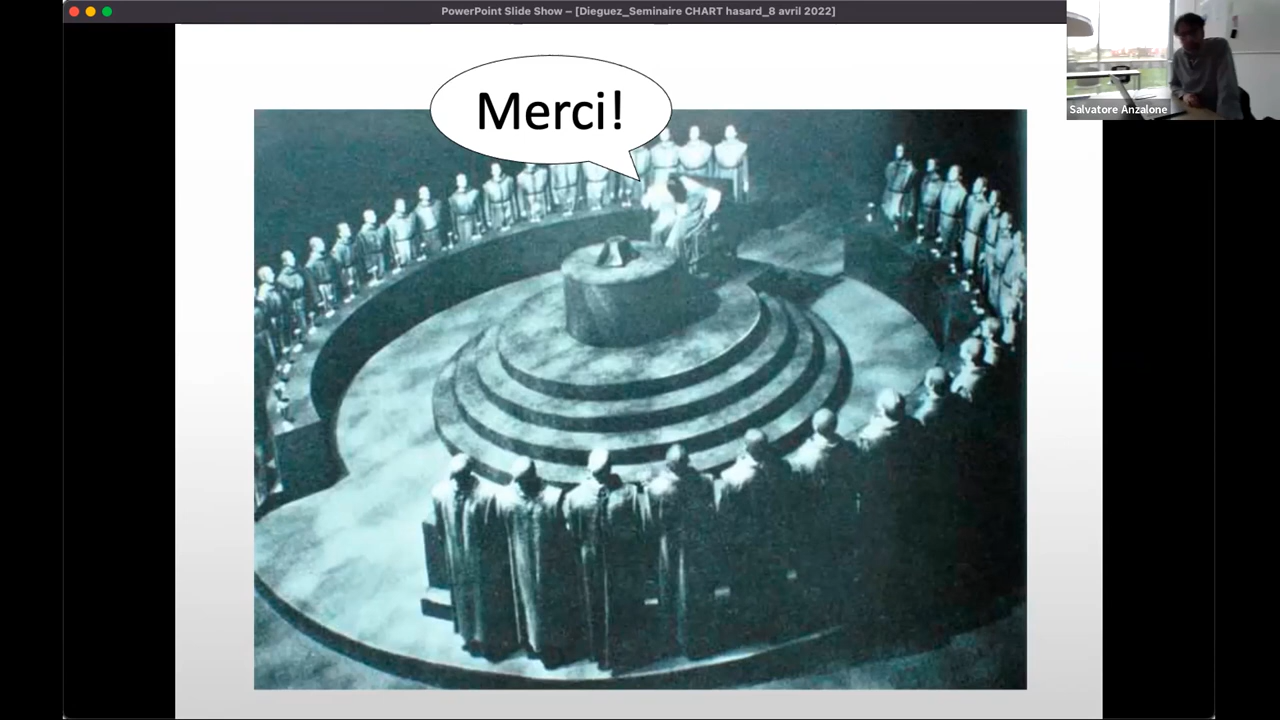 PowerPoint Slide Show – [Dieguez_Seminaire CHART hasard_8 avril 2022]
Merci!
Salvatore Anzalone